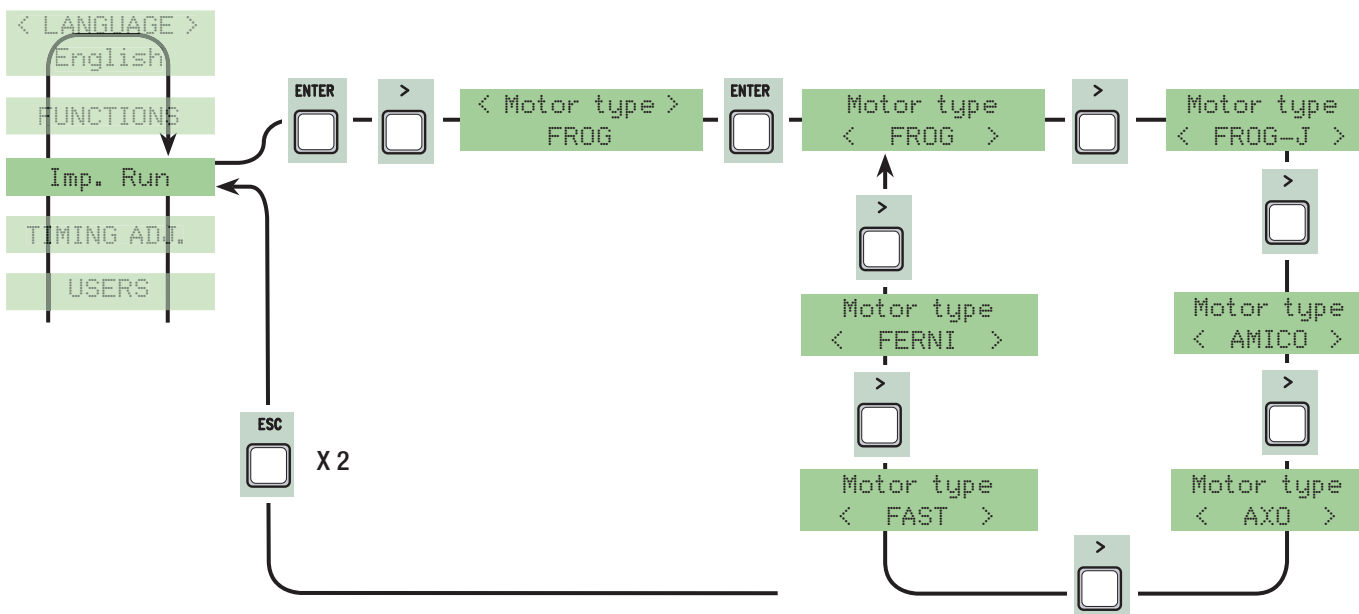 < LANGUAGE >
English
FUNCTIONS
Imp. Run
TIMING ADJ.
USERS
ENTER
>
< Motor type >
FROG
ENTER
Motor type
< FROG >
>
Motor type
< FROG-J >
>
Motor type
< AMICO >
>
Motor type
< AXO >
>
Motor type
< FAST >
>
Motor type
< FERNI >
>
ESC
X 2